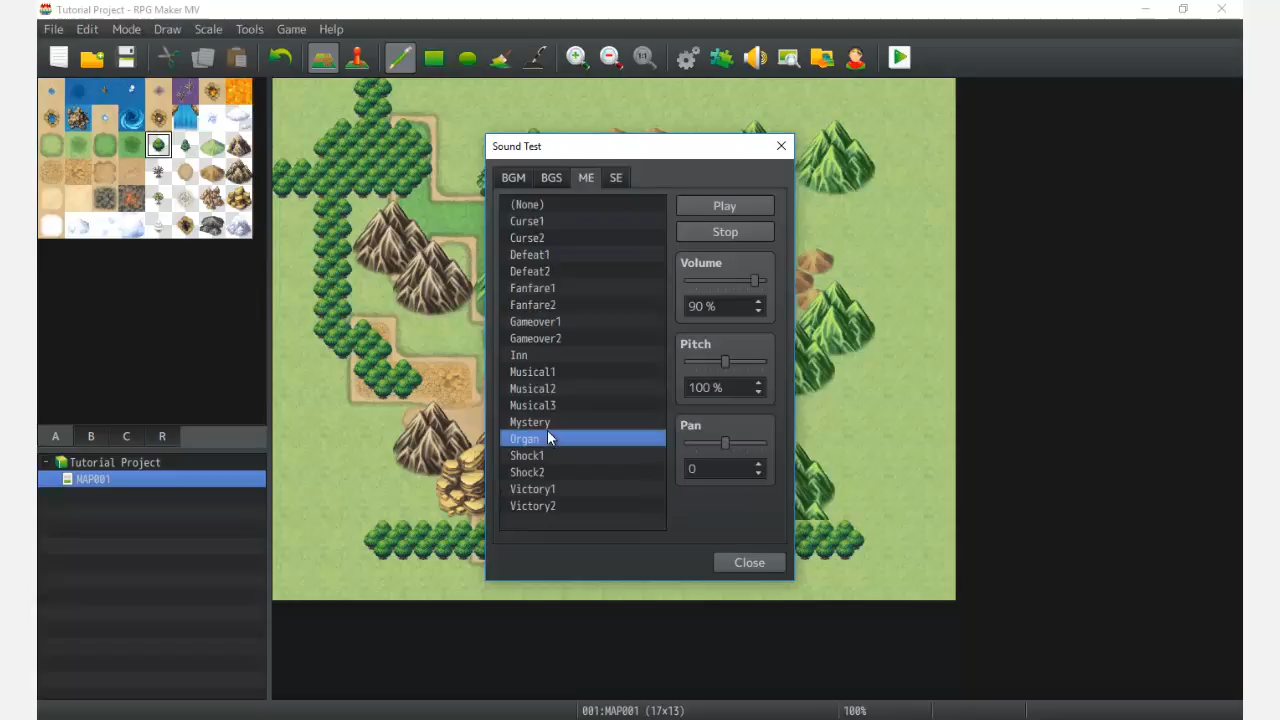 Tutorial Project - RPG Maker MV
File Edit Mode Draw Scale Tools Game Help
1:1
Sound Test
BGM BGS ME SE
(None)
Curse1
Curse2
Defeat1
Defeat2
Fanfare1
Fanfare2
Gameover1
Gameover2
Inn
Musical1
Musical2
Musical3
Mystery
Organ
Shock1
Shock2
Victory1
Victory2
Play
Stop
Volume
90 %
Pitch
100 %
Pan
0
Close
A B C R
Tutorial Project
MAP001
001:MAP001 (17x13) 100%